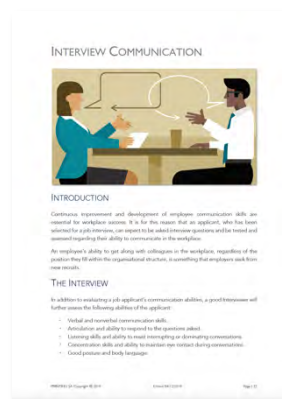 INTERVIEW COMMUNICATION
INTRODUCTION
Continuous improvement and development of employee communication skills are
essential for workplace success. It is for this reason that an applicant, who has been
selected for a job interview, can expect to be asked interview questions and be tested and
assessed regarding their ability to communicate in the workplace.
An employee's ability to get along with colleagues in the workplace, regardless of the
position they fill within the organisational structure, is something that employers seek from
new recruits.
THE INTERVIEW
In addition to evaluating a job applicant's communication abilities, a good Interviewer will
further assess the following abilities of the applicant:
Verbal and nonverbal communication skills.
Articulation and ability to respond to the questions asked.
Listening skills and ability to resist interrupting or dominating conversations.
Concentration skills and ability to maintain eye contact during conversations.
Good posture and body language.
Copyright © 2019
Page | 21